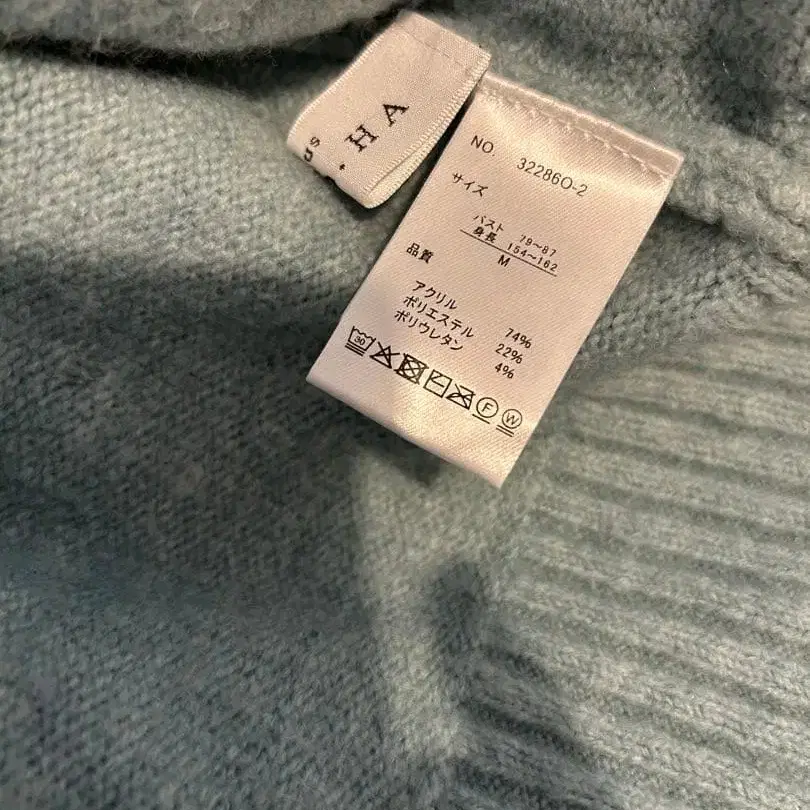 HA
NO. 322860-2
サイズ
バスト 79〜87
身長 154〜162
M
品質
アクリル 74%
ポリエステル 22%
ポリウレタン 4%
30
F
W